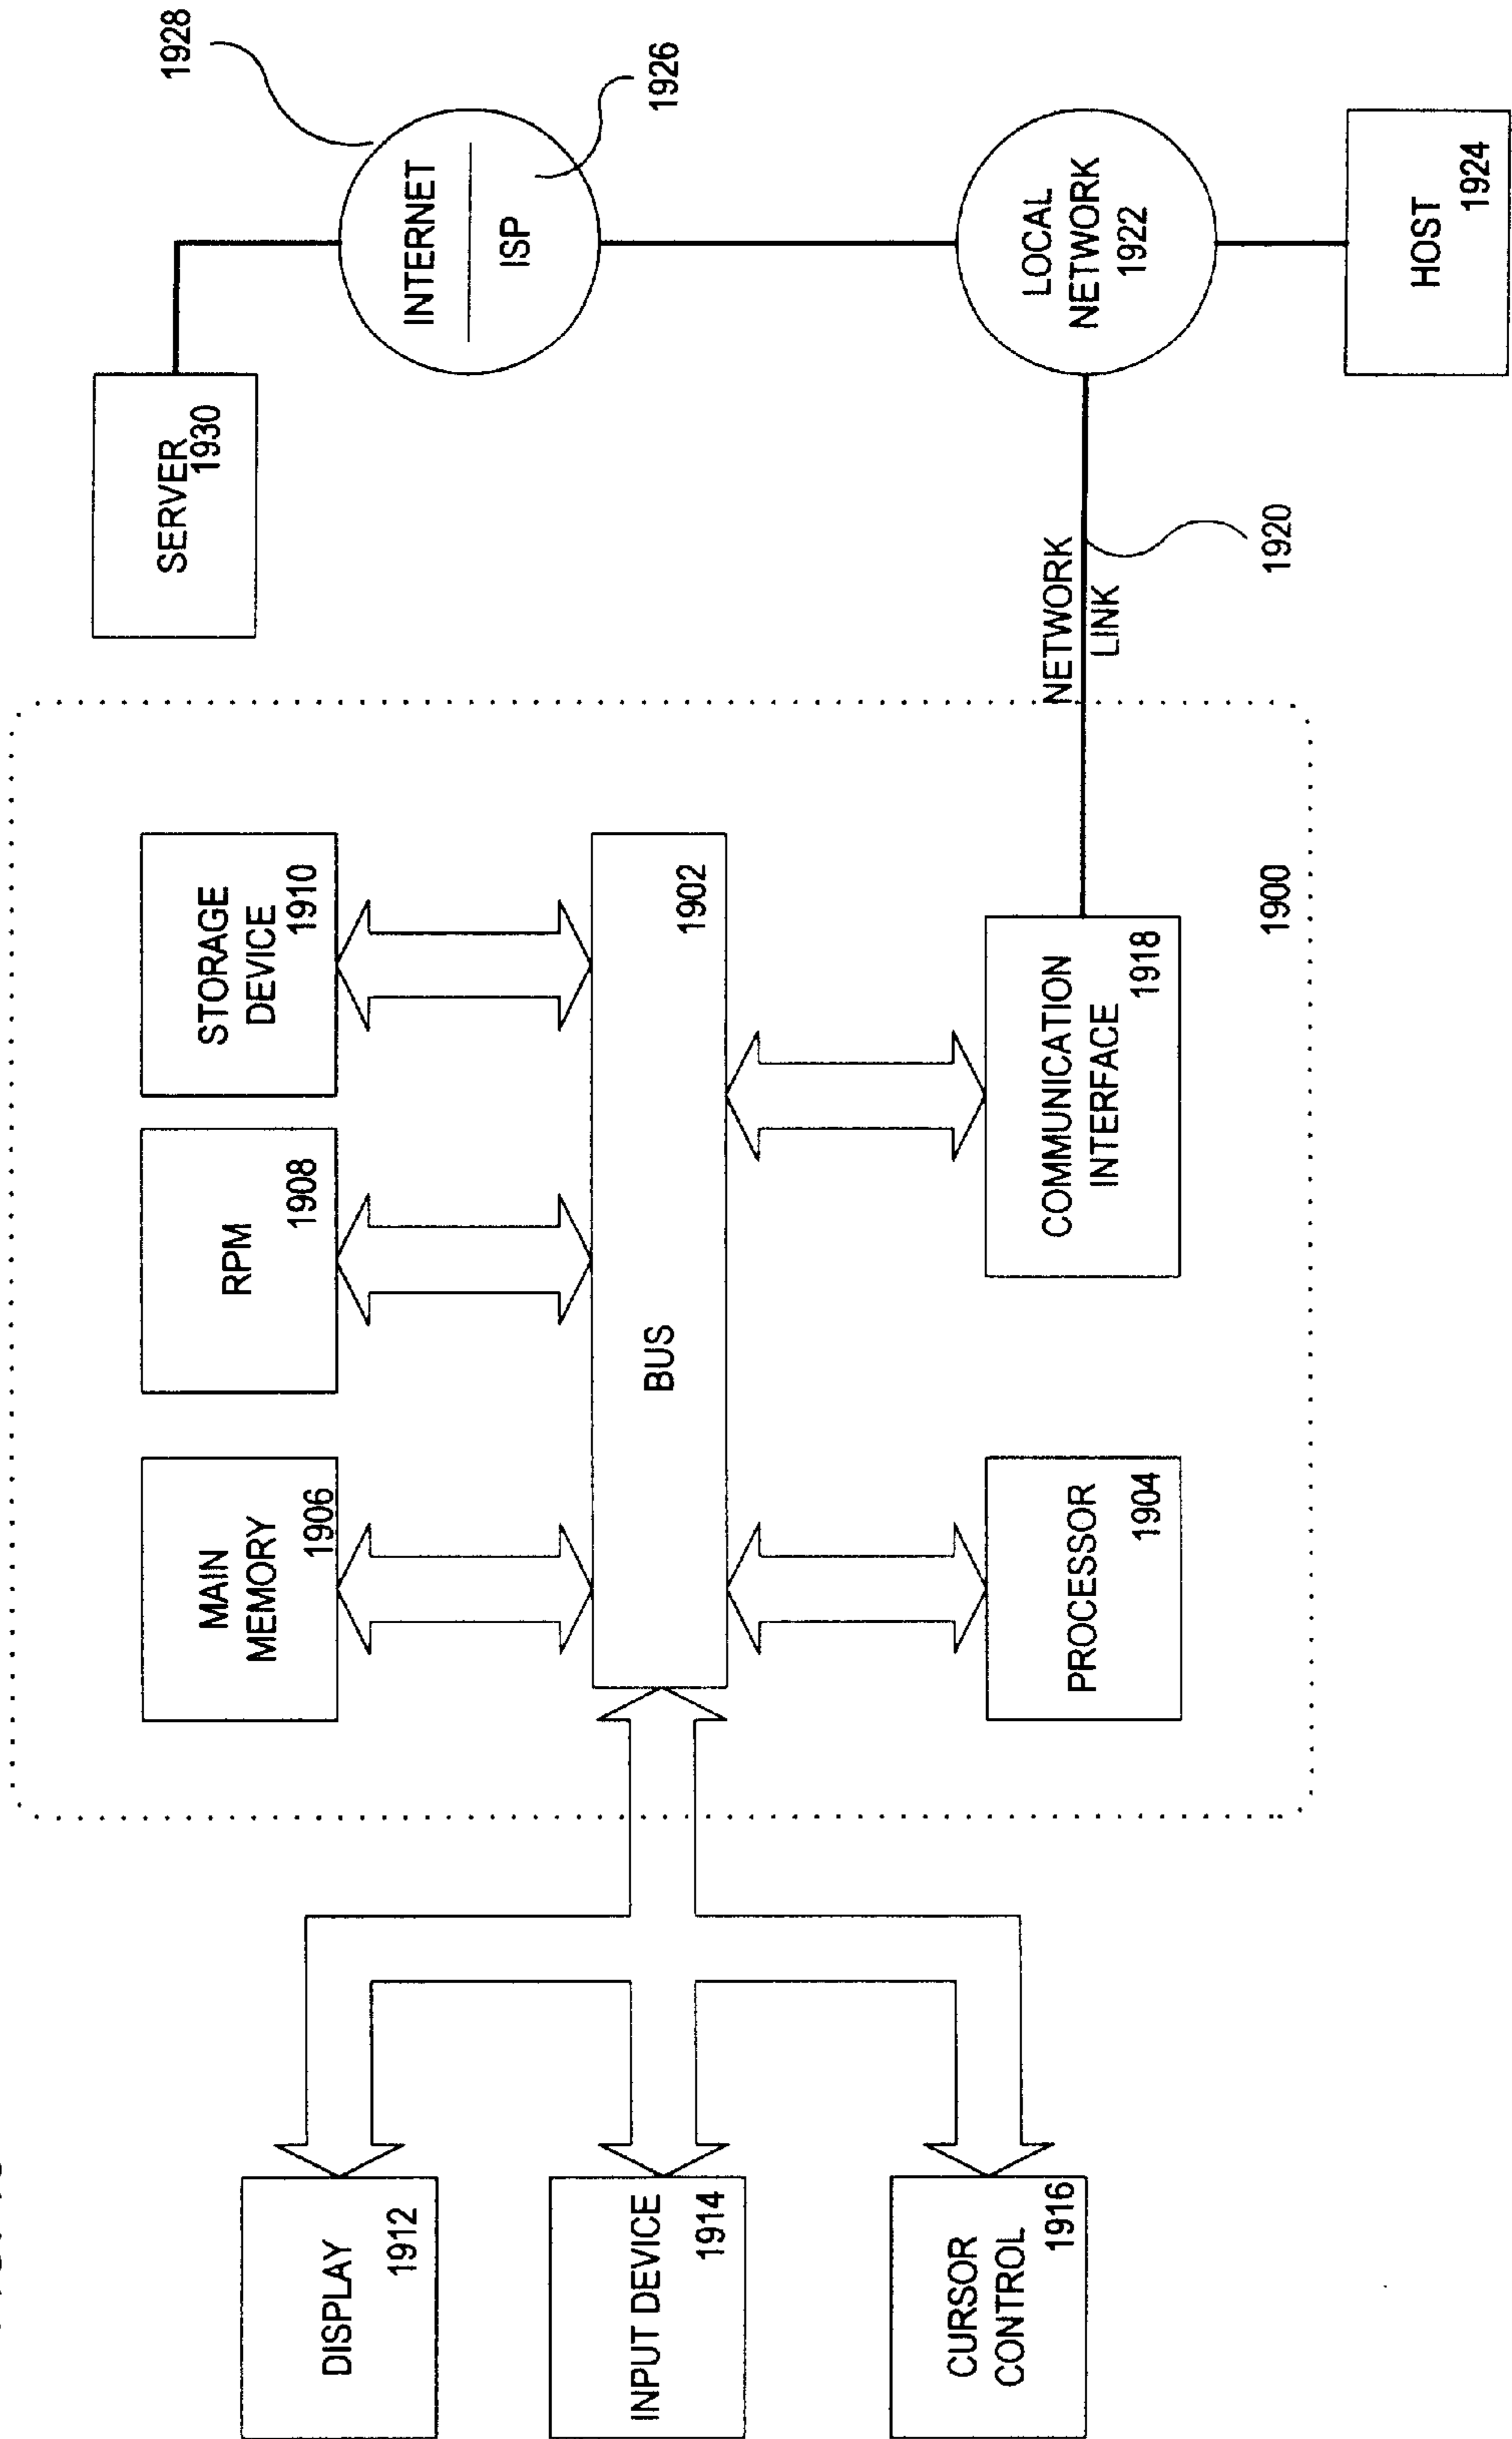 MAIN
MEMORY
1906
RPM
1908
STORAGE
DEVICE
1910
SERVER
1930
1928
DISPLAY
1912
INTERNET
ISP
1926
INPUT DEVICE
1914
BUS
1902
CURSOR
CONTROL
1916
PROCESSOR
1904
COMMUNICATION
INTERFACE
1918
NETWORK
LINK
1920
LOCAL
NETWORK
1922
1900
HOST
1924